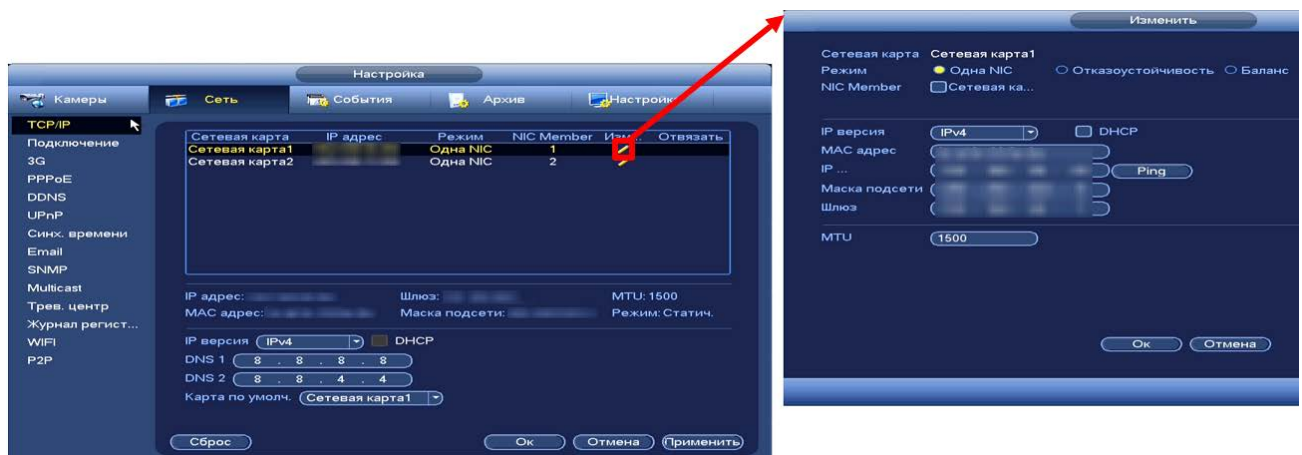 Настройка
Камеры Сеть События Архив Настройк
TCP/IP
Подключение
3G
PPPoE
DDNS
UPnP
Синх. времени
Email
SNMP
Multicast
Трев. центр
Журнал регист...
WIFI
P2P
Сетевая карта IP адрес Режим NIC Member Изм... Отвязать
Сетевая карта1 Одна NIC 1
Сетевая карта2 Одна NIC 2
IP адрес: Шлюз: MTU: 1500
MAC адрес: Маска подсети: Режим: Статич.
IP версия IPv4 DHCP
DNS 1 8 . 8 . 8 . 8
DNS 2 8 . 8 . 4 . 4
Карта по умолч. Сетевая карта1
Сброс Ок Отмена Применить
Изменить
Сетевая карта Сетевая карта1
Режим Одна NIC Отказоустойчивость Баланс
NIC Member Сетевая ка...
IP версия IPv4 DHCP
MAC адрес
IP ... Ping
Маска подсети
Шлюз
MTU 1500
Ок Отмена